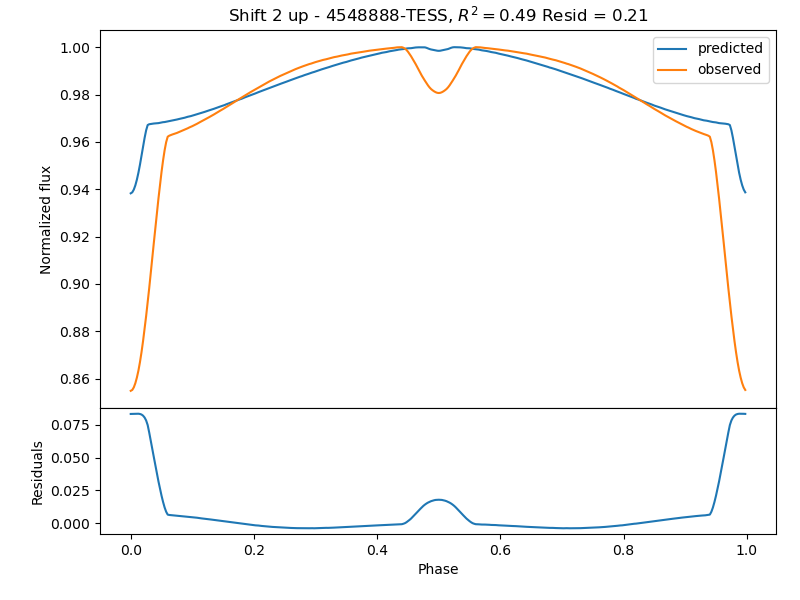 Shift 2 up - 4548888-TESS, $R^2 = 0.49$ Resid = 0.21
predicted
observed
1.00
0.98
0.96
0.94
0.92
0.90
0.88
0.86
Normalized flux
0.075
0.050
0.025
0.000
Residuals
0.0 0.2 0.4 0.6 0.8 1.0
Phase